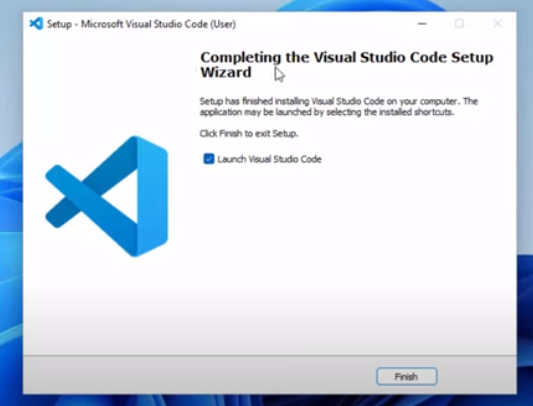 Setup - Microsoft Visual Studio Code (User)
Completing the Visual Studio Code Setup
Wizard
Setup has finished installing Visual Studio Code on your computer. The
application may be launched by selecting the installed shortcuts.
Click Finish to exit Setup.
Launch Visual Studio Code
Finish